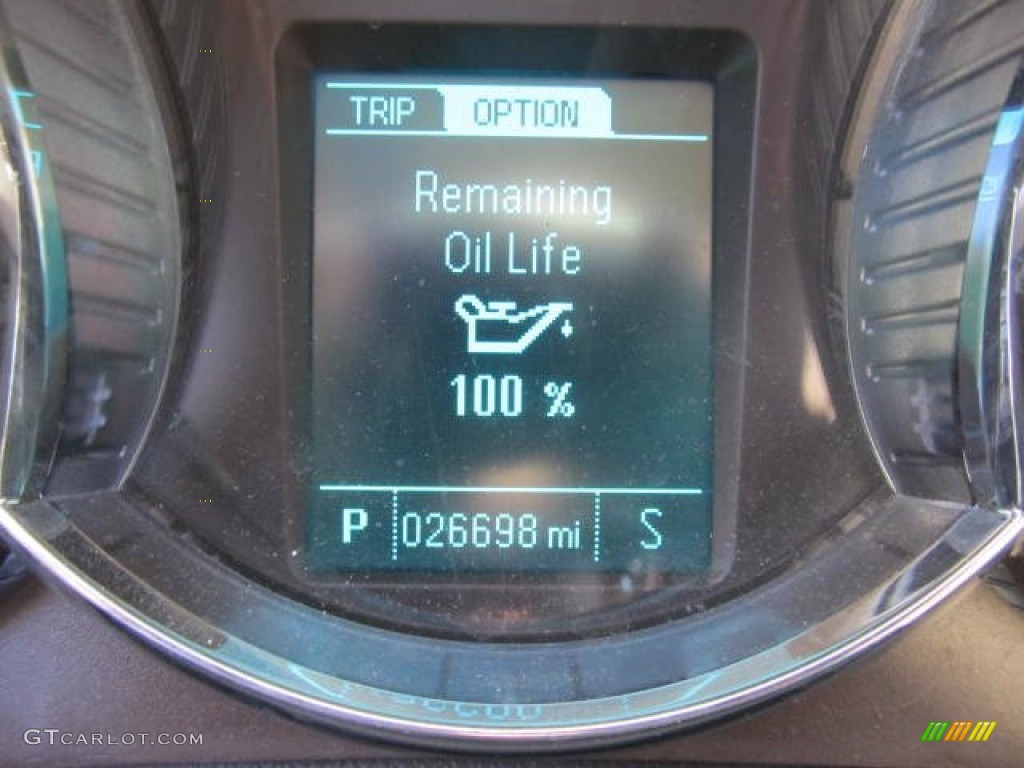 TRIP OPTION
Remaining
Oil Life
100 %
P 026698 mi S
GTCARLOT.COM